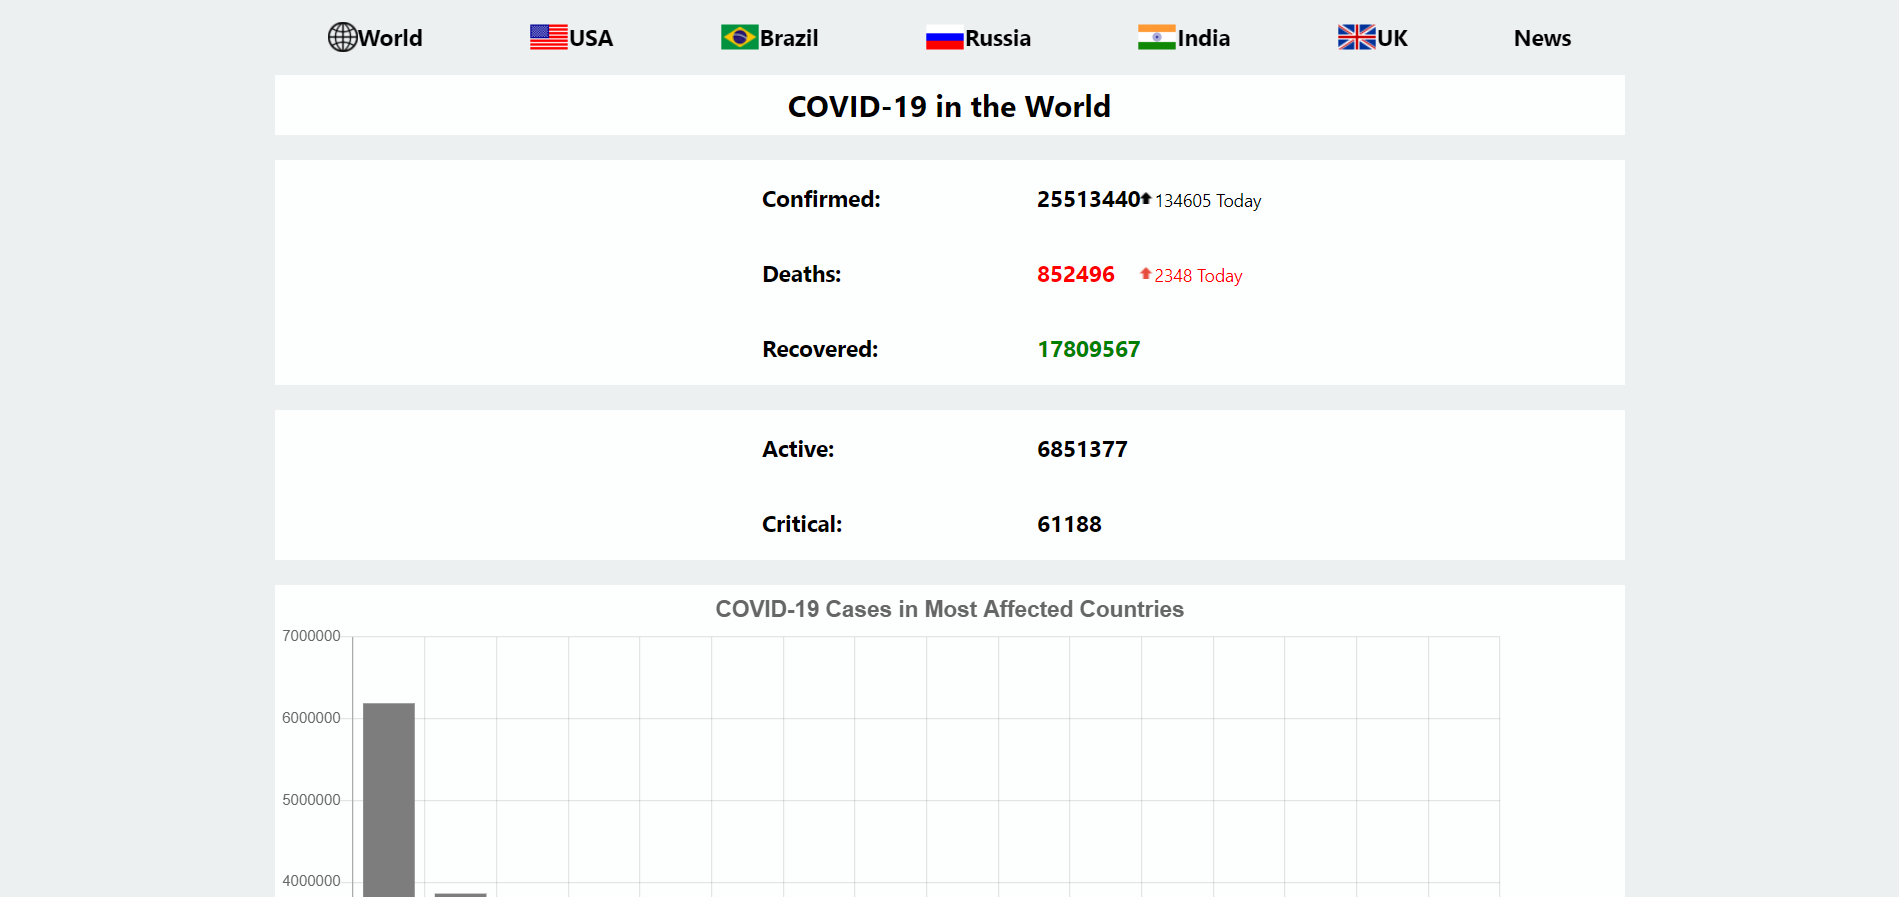 World USA Brazil Russia India UK News
COVID-19 in the World
Confirmed: 25513440 134605 Today
Deaths: 852496 2348 Today
Recovered: 17809567
Active: 6851377
Critical: 61188
COVID-19 Cases in Most Affected Countries
7000000
6000000
5000000
4000000